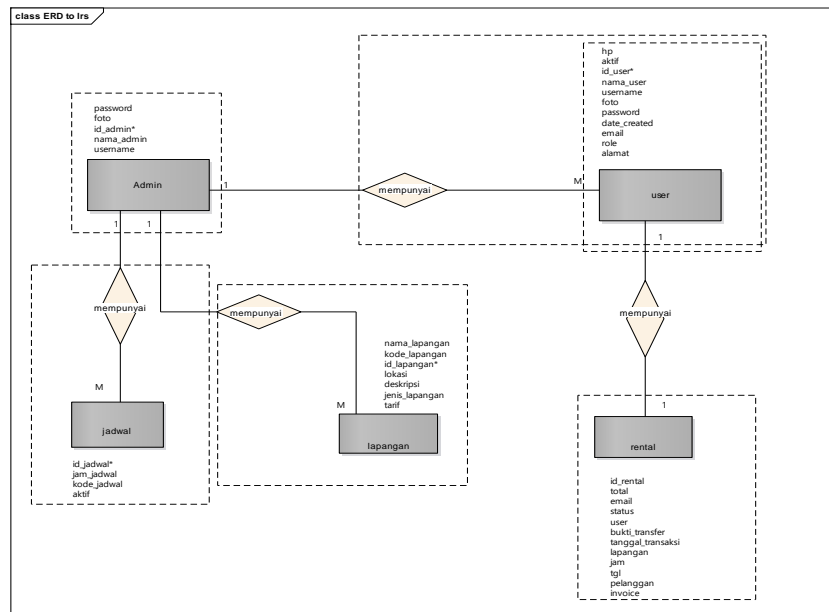 class ERD to lrs
hp
aktif
id_user*
nama_user
username
foto
password
date_created
email
role
alamat
password
foto
id_admin*
nama_admin
username
Admin
1
mempunyai
M
user
1
1
1
mempunyai
mempunyai
mempunyai
nama_lapangan
kode_lapangan
id_lapangan*
lokasi
deskripsi
jenis_lapangan
tarif
M
M
1
jadwal
lapangan
rental
id_jadwal*
jam_jadwal
kode_jadwal
aktif
id_rental
total
email
status
user
bukti_transfer
tanggal_transaksi
lapangan
jam
tgl
pelanggan
invoice